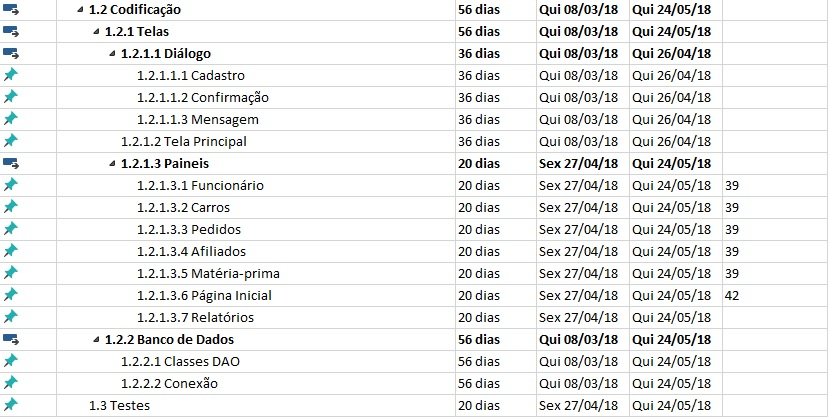 1.2 Codificação 56 dias Qui 08/03/18 Qui 24/05/18
1.2.1 Telas 56 dias Qui 08/03/18 Qui 24/05/18
1.2.1.1 Diálogo 36 dias Qui 08/03/18 Qui 26/04/18
1.2.1.1.1 Cadastro 36 dias Qui 08/03/18 Qui 26/04/18
1.2.1.1.2 Confirmação 36 dias Qui 08/03/18 Qui 26/04/18
1.2.1.1.3 Mensagem 36 dias Qui 08/03/18 Qui 26/04/18
1.2.1.2 Tela Principal 36 dias Qui 08/03/18 Qui 26/04/18
1.2.1.3 Paineis 20 dias Sex 27/04/18 Qui 24/05/18
1.2.1.3.1 Funcionário 20 dias Sex 27/04/18 Qui 24/05/18 39
1.2.1.3.2 Carros 20 dias Sex 27/04/18 Qui 24/05/18 39
1.2.1.3.3 Pedidos 20 dias Sex 27/04/18 Qui 24/05/18 39
1.2.1.3.4 Afiliados 20 dias Sex 27/04/18 Qui 24/05/18 39
1.2.1.3.5 Matéria-prima 20 dias Sex 27/04/18 Qui 24/05/18 39
1.2.1.3.6 Página Inicial 20 dias Sex 27/04/18 Qui 24/05/18 42
1.2.1.3.7 Relatórios 20 dias Sex 27/04/18 Qui 24/05/18
1.2.2 Banco de Dados 56 dias Qui 08/03/18 Qui 24/05/18
1.2.2.1 Classes DAO 56 dias Qui 08/03/18 Qui 24/05/18
1.2.2.2 Conexão 56 dias Qui 08/03/18 Qui 24/05/18
1.3 Testes 20 dias Sex 27/04/18 Qui 24/05/18